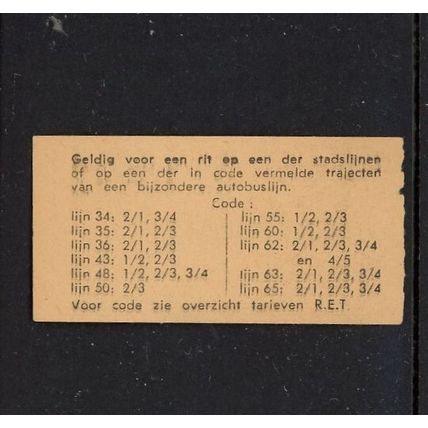 Geldig voor een rit op een der stadslijnen
of op een der in code vermelde trajecten
van een bijzondere autobuslijn.
Code :
lijn 34: 2/1, 3/4
lijn 35: 2/1, 2/3
lijn 36: 2/1, 2/3
lijn 43: 1/2, 2/3
lijn 48: 1/2, 2/3, 3/4
lijn 50: 2/3
lijn 55: 1/2, 2/3
lijn 60: 1/2, 2/3
lijn 62: 2/1, 2/3, 3/4
en 4/5
lijn 63: 2/1, 2/3, 3/4
lijn 65: 2/1, 2/3, 3/4
Voor code zie overzicht tarieven R.E.T.